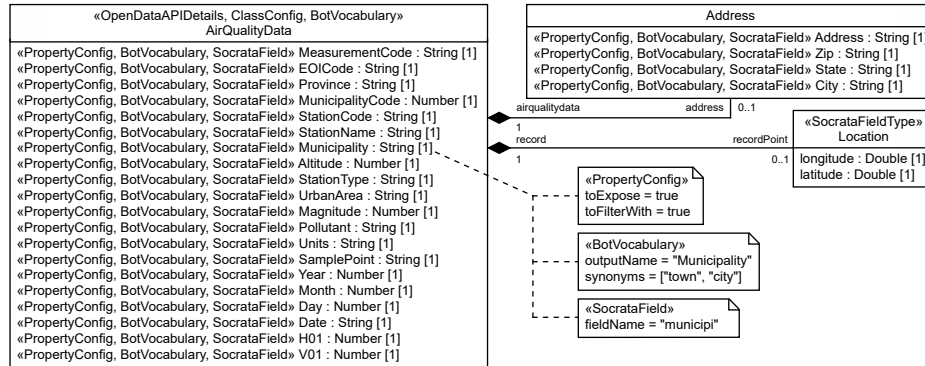 «OpenDataAPIDetails, ClassConfig, BotVocabulary»
AirQualityData
«PropertyConfig, BotVocabulary, SocrataField» MeasurementCode : String [1]
«PropertyConfig, BotVocabulary, SocrataField» EOICode : String [1]
«PropertyConfig, BotVocabulary, SocrataField» Province : String [1]
«PropertyConfig, BotVocabulary, SocrataField» MunicipalityCode : Number [1]
«PropertyConfig, BotVocabulary, SocrataField» StationCode : String [1]
«PropertyConfig, BotVocabulary, SocrataField» StationName : String [1]
«PropertyConfig, BotVocabulary, SocrataField» Municipality : String [1]
«PropertyConfig, BotVocabulary, SocrataField» Altitude : Number [1]
«PropertyConfig, BotVocabulary, SocrataField» StationType : String [1]
«PropertyConfig, BotVocabulary, SocrataField» UrbanArea : String [1]
«PropertyConfig, BotVocabulary, SocrataField» Magnitude : Number [1]
«PropertyConfig, BotVocabulary, SocrataField» Pollutant : String [1]
«PropertyConfig, BotVocabulary, SocrataField» Units : String [1]
«PropertyConfig, BotVocabulary, SocrataField» SamplePoint : String [1]
«PropertyConfig, BotVocabulary, SocrataField» Year : Number [1]
«PropertyConfig, BotVocabulary, SocrataField» Month : Number [1]
«PropertyConfig, BotVocabulary, SocrataField» Day : Number [1]
«PropertyConfig, BotVocabulary, SocrataField» Date : String [1]
«PropertyConfig, BotVocabulary, SocrataField» H01 : Number [1]
«PropertyConfig, BotVocabulary, SocrataField» V01 : Number [1]
Address
«PropertyConfig, BotVocabulary, SocrataField» Address : String [1]
«PropertyConfig, BotVocabulary, SocrataField» Zip : String [1]
«PropertyConfig, BotVocabulary, SocrataField» State : String [1]
«PropertyConfig, BotVocabulary, SocrataField» City : String [1]
airqualitydata address 0..1
1
record recordPoint
1 0..1
«SocrataFieldType»
Location
longitude : Double [1]
latitude : Double [1]
«PropertyConfig»
toExpose = true
toFilterWith = true
«BotVocabulary»
outputName = "Municipality"
synonyms = ["town", "city"]
«SocrataField»
fieldName = "municipi"